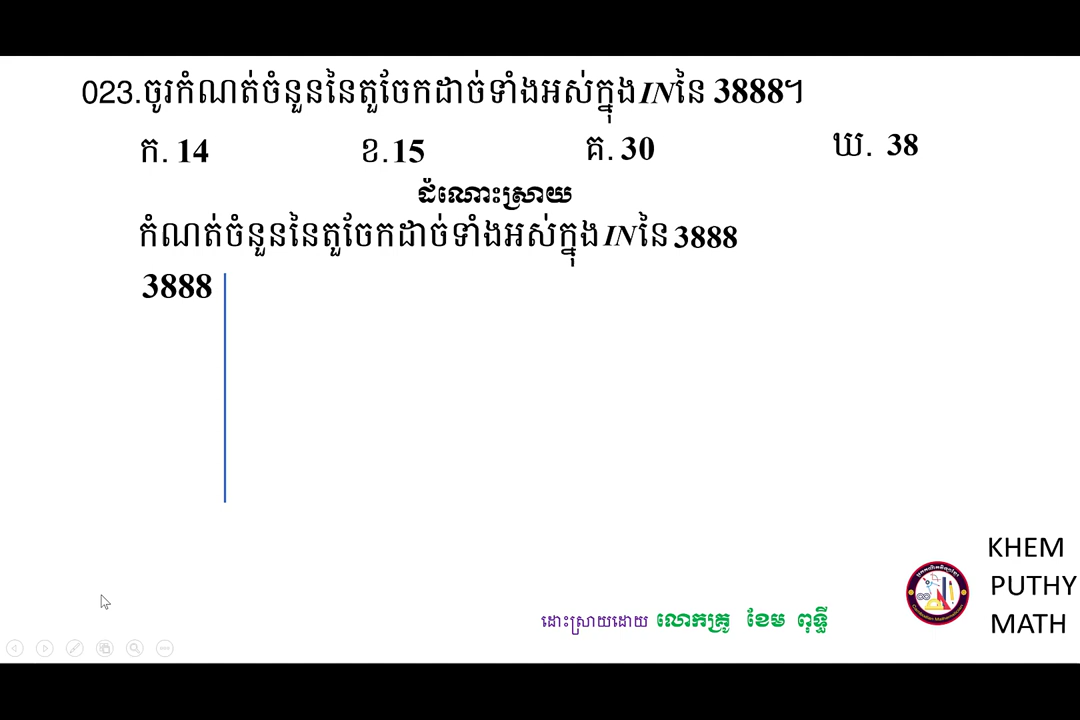 023.ចូរកំណត់ចំនួននៃតួចែកដាច់ទាំងអស់ក្នុងINនៃ 3888។
ក. 14 ខ.15 គ. 30 ឃ. 38
ដំណោះស្រាយ
កំណត់ចំនួននៃតួចែកដាច់ទាំងអស់ក្នុងINនៃ 3888
3888
KHEM
PUTHY
MATH
ដោះស្រាយដោយ លោកគ្រូ ខែម ពុទ្ធី